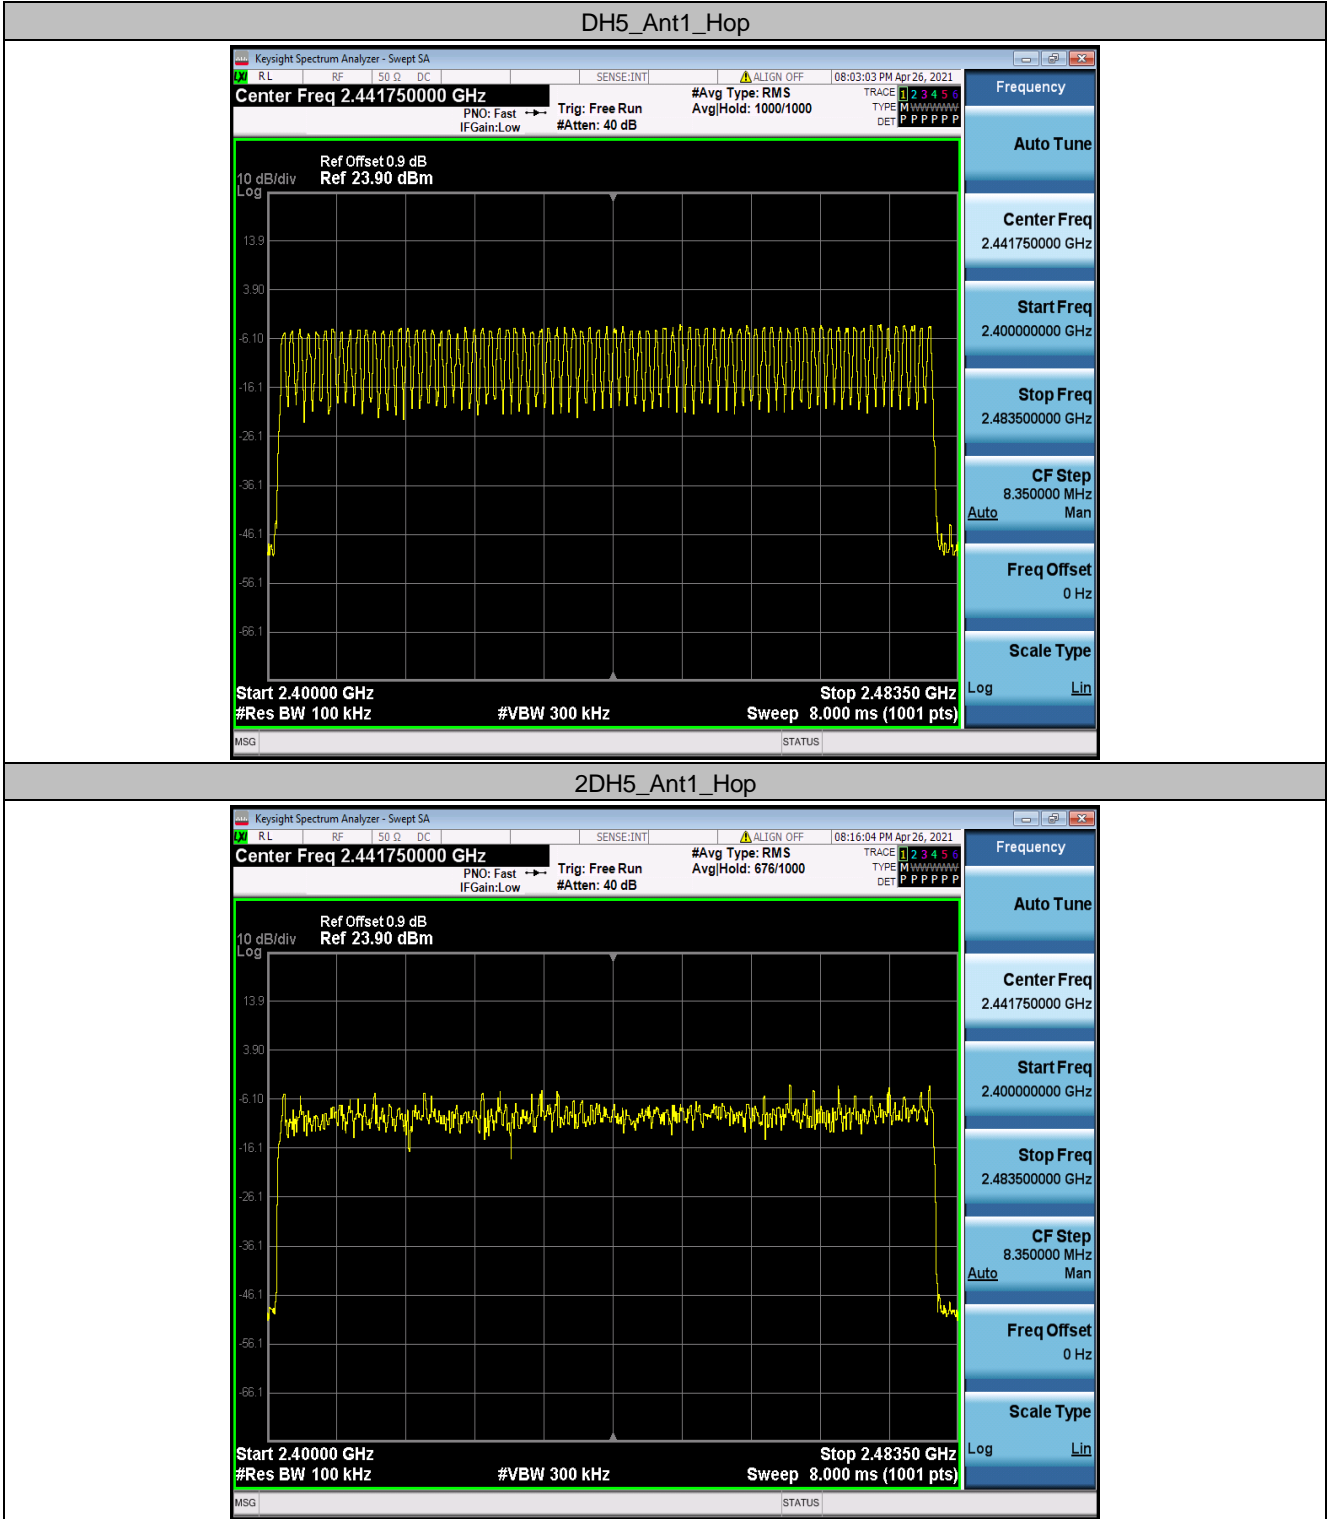 DH5_Ant1_Hop
Keysight Spectrum Analyzer - Swept SA
LXI RL RF 50 Ω DC SENSE:INT ALIGN OFF 08:03:03 PM Apr 26, 2021
Center Freq 2.441750000 GHz
#Avg Type: RMS
TRACE 1 2 3 4 5 6
PNO: Fast Trig: Free Run
Avg|Hold: 1000/1000
TYPE M W W W W W
IFGain:Low #Atten: 40 dB
DET P P P P P P
Ref Offset 0.9 dB
10 dB/div Ref 23.90 dBm
Log
13.9
3.90
-6.10
-16.1
-26.1
-36.1
-46.1
-56.1
-66.1
Start 2.40000 GHz Stop 2.48350 GHz
#Res BW 100 kHz #VBW 300 kHz Sweep 8.000 ms (1001 pts)
MSG STATUS
Frequency
Auto Tune
Center Freq
2.441750000 GHz
Start Freq
2.400000000 GHz
Stop Freq
2.483500000 GHz
CF Step
8.350000 MHz
Auto Man
Freq Offset
0 Hz
Scale Type
Log Lin
2DH5_Ant1_Hop
Keysight Spectrum Analyzer - Swept SA
LXI RL RF 50 Ω DC SENSE:INT ALIGN OFF 08:16:04 PM Apr 26, 2021
Center Freq 2.441750000 GHz
#Avg Type: RMS
TRACE 1 2 3 4 5 6
PNO: Fast Trig: Free Run
Avg|Hold: 676/1000
TYPE M W W W W W
IFGain:Low #Atten: 40 dB
DET P P P P P P
Ref Offset 0.9 dB
10 dB/div Ref 23.90 dBm
Log
13.9
3.90
-6.10
-16.1
-26.1
-36.1
-46.1
-56.1
-66.1
Start 2.40000 GHz Stop 2.48350 GHz
#Res BW 100 kHz #VBW 300 kHz Sweep 8.000 ms (1001 pts)
MSG STATUS
Frequency
Auto Tune
Center Freq
2.441750000 GHz
Start Freq
2.400000000 GHz
Stop Freq
2.483500000 GHz
CF Step
8.350000 MHz
Auto Man
Freq Offset
0 Hz
Scale Type
Log Lin